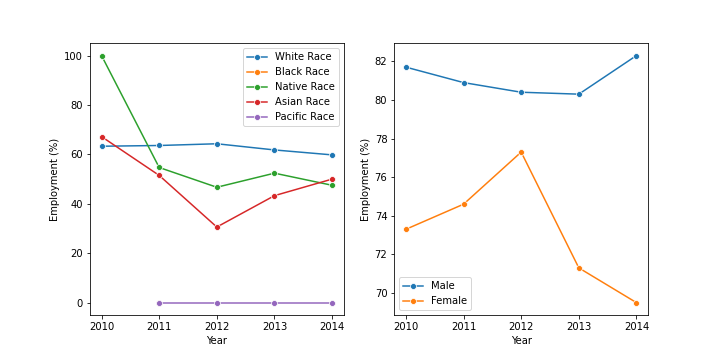 100
80
60
40
20
0
Employment (%)
2010 2011 2012 2013 2014
Year
White Race
Black Race
Native Race
Asian Race
Pacific Race
82
80
78
76
74
72
70
Employment (%)
2010 2011 2012 2013 2014
Year
Male
Female